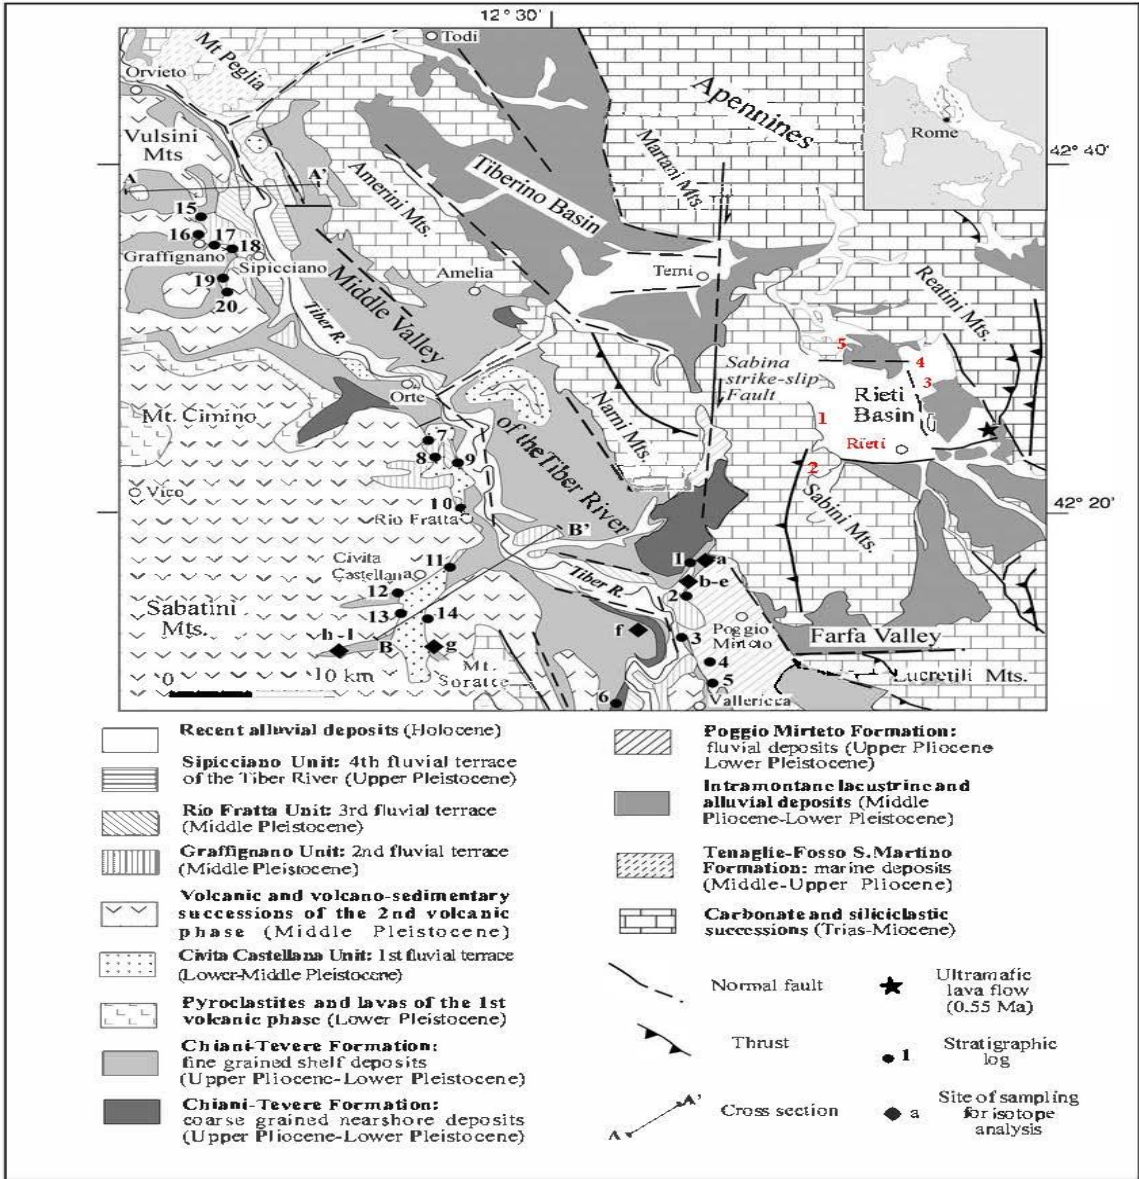 12° 30'
Todi
Mt Peglia
Orvieto
Vulsini
Mts
A
A'
Apennines
Rome
42° 40'
Martani Mts.
Tiberino Basin
Amerini Mts.
15
16
17
18
Graffignano
Sipicciano
19
20
Amelia
Terni
Reatini Mts.
Tiber R.
Middle Valley
of the Tiber River
Sabina
strike-slip
Fault
5
4
3
Rieti
Basin
1
Rieti
2
Orte
Mt. Cimino
Narni Mts.
7
8
9
Vico
10
Rio Fratta
42° 20'
Sabini Mts.
B'
11
Civita
Castellana
12
13
14
Tiber R.
1
a
b-e
2
Sabatini
Mts.
h-l
B
g
f
3
Poggio
Mirteto
4
5
Farfa Valley
Lucretili Mts.
0
10 km
Mt.
Soratte
6
Vallericca
Recent alluvial deposits (Holocene)
Sipicciano Unit: 4th fluvial terrace
of the Tiber River (Upper Pleistocene)
Rio Fratta Unit: 3rd fluvial terrace
(Middle Pleistocene)
Graffignano Unit: 2nd fluvial terrace
(Middle Pleistocene)
Volcanic and volcano-sedimentary
successions of the 2nd volcanic
phase (Middle Pleistocene)
Civita Castellana Unit: 1st fluvial terrace
(Lower-Middle Pleistocene)
Pyroclastites and lavas of the 1st
volcanic phase (Lower Pleistocene)
Chiani-Tevere Formation:
fine grained shelf deposits
(Upper Pliocene-Lower Pleistocene)
Chiani-Tevere Formation:
coarse grained nearshore deposits
(Upper Pliocene-Lower Pleistocene)
Poggio Mirteto Formation:
fluvial deposits (Upper Pliocene
Lower Pleistocene)
Intramontane lacustrine and
alluvial deposits (Middle
Pliocene-Lower Pleistocene)
Tenaglie-Fosso S.Martino
Formation: marine deposits
(Middle-Upper Pliocene)
Carbonate and siliciclastic
successions (Trias-Miocene)
Normal fault
Ultramafic
lava flow
(0.55 Ma)
Thrust
1
Stratigraphic
log
A
A'
Cross section
a
Site of sampling
for isotope
analysis